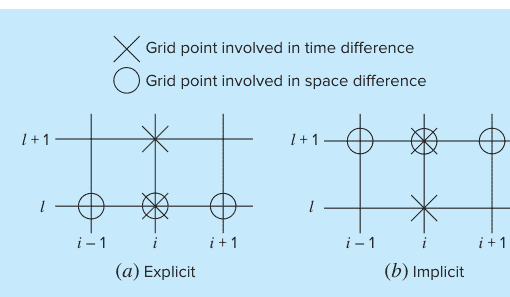 Grid point involved in time difference
Grid point involved in space difference
l + 1
l
i – 1 i i + 1
(a) Explicit
l + 1
l
i – 1 i i + 1
(b) Implicit